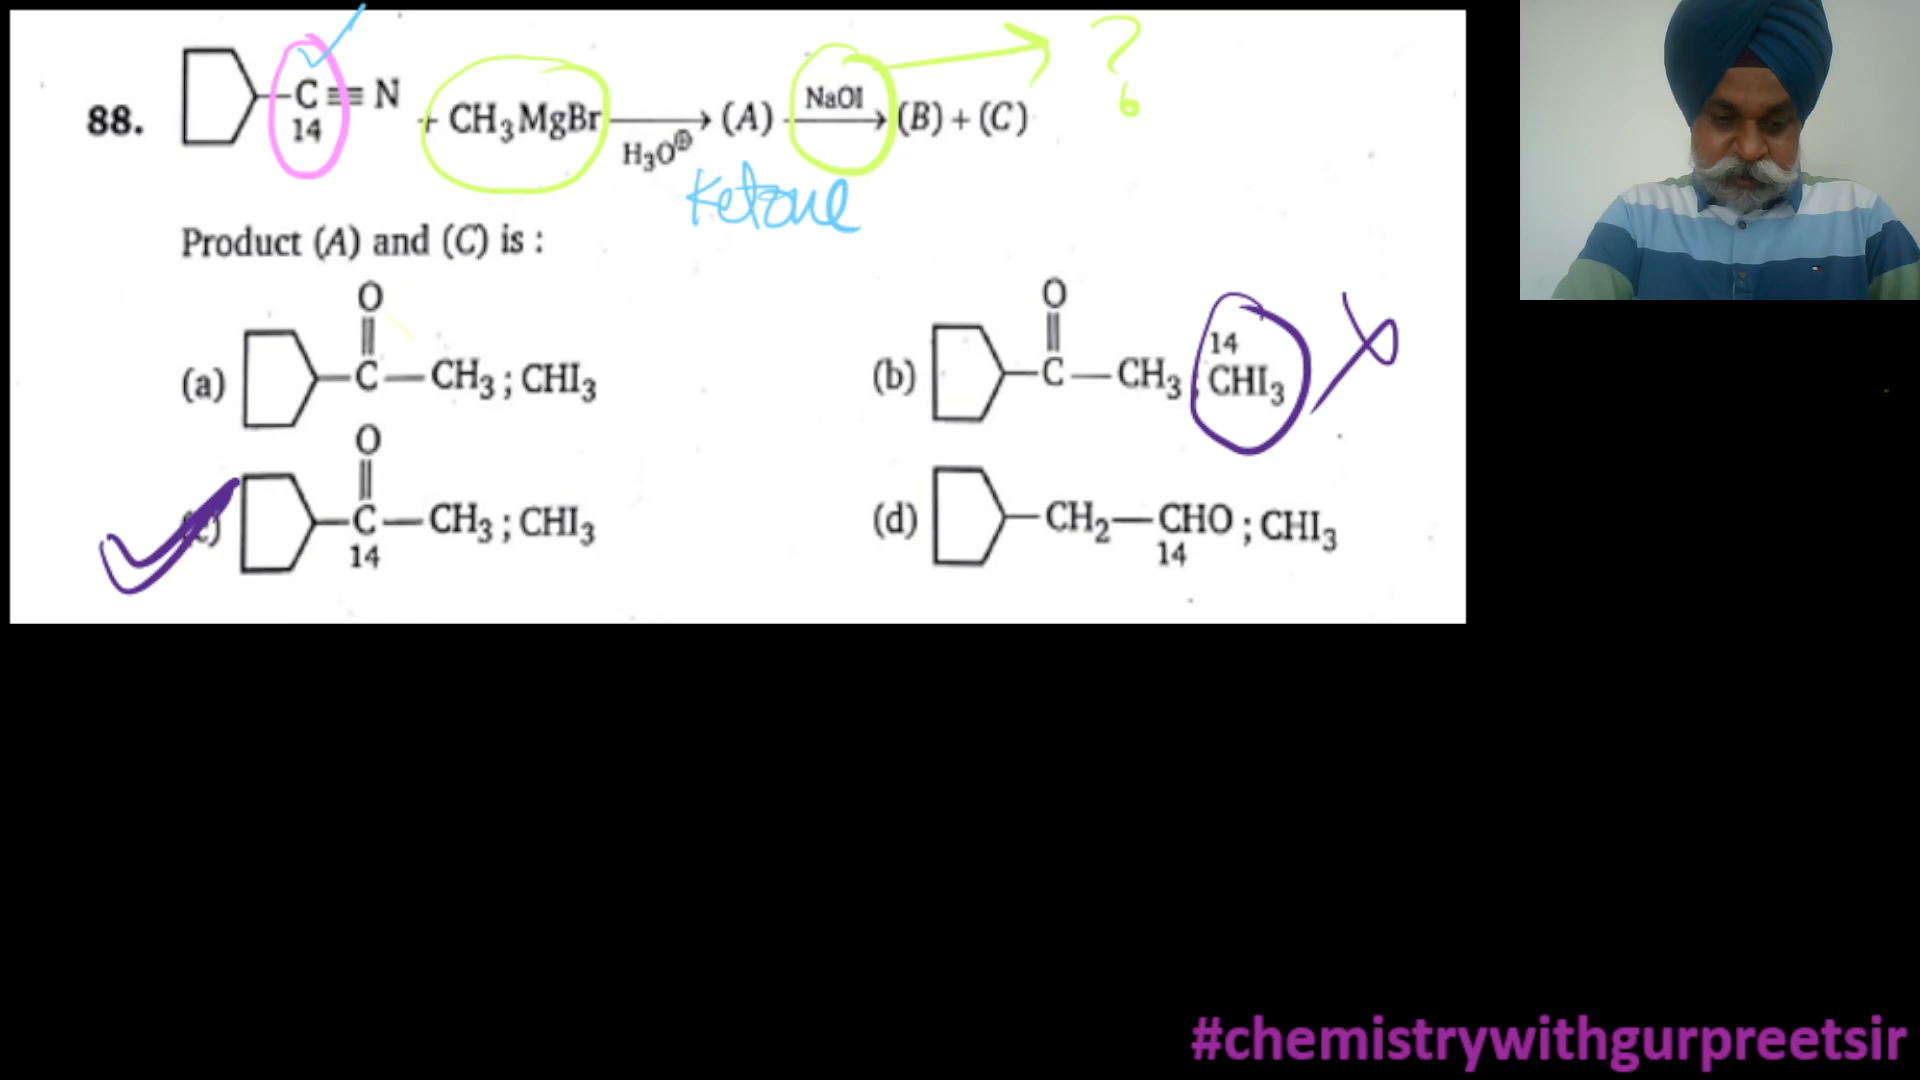 88. C≡N + CH₃MgBr → (A) NaOI → (B) + (C) ?
14 H₃O⊕
Ketone
Product (A) and (C) is :
(a) O C—CH₃ ; CHI₃
(b) O C—CH₃ 14 CHI₃
(c) O C—CH₃ ; CHI₃ 14
(d) CH₂—CHO ; CHI₃ 14
#chemistrywithgurpreetsir